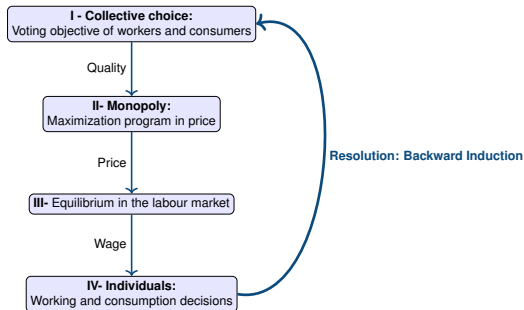 I - Collective choice:
Voting objective of workers and consumers
Quality
II- Monopoly:
Maximization program in price
Resolution: Backward Induction
Price
III- Equilibrium in the labour market
Wage
IV- Individuals:
Working and consumption decisions